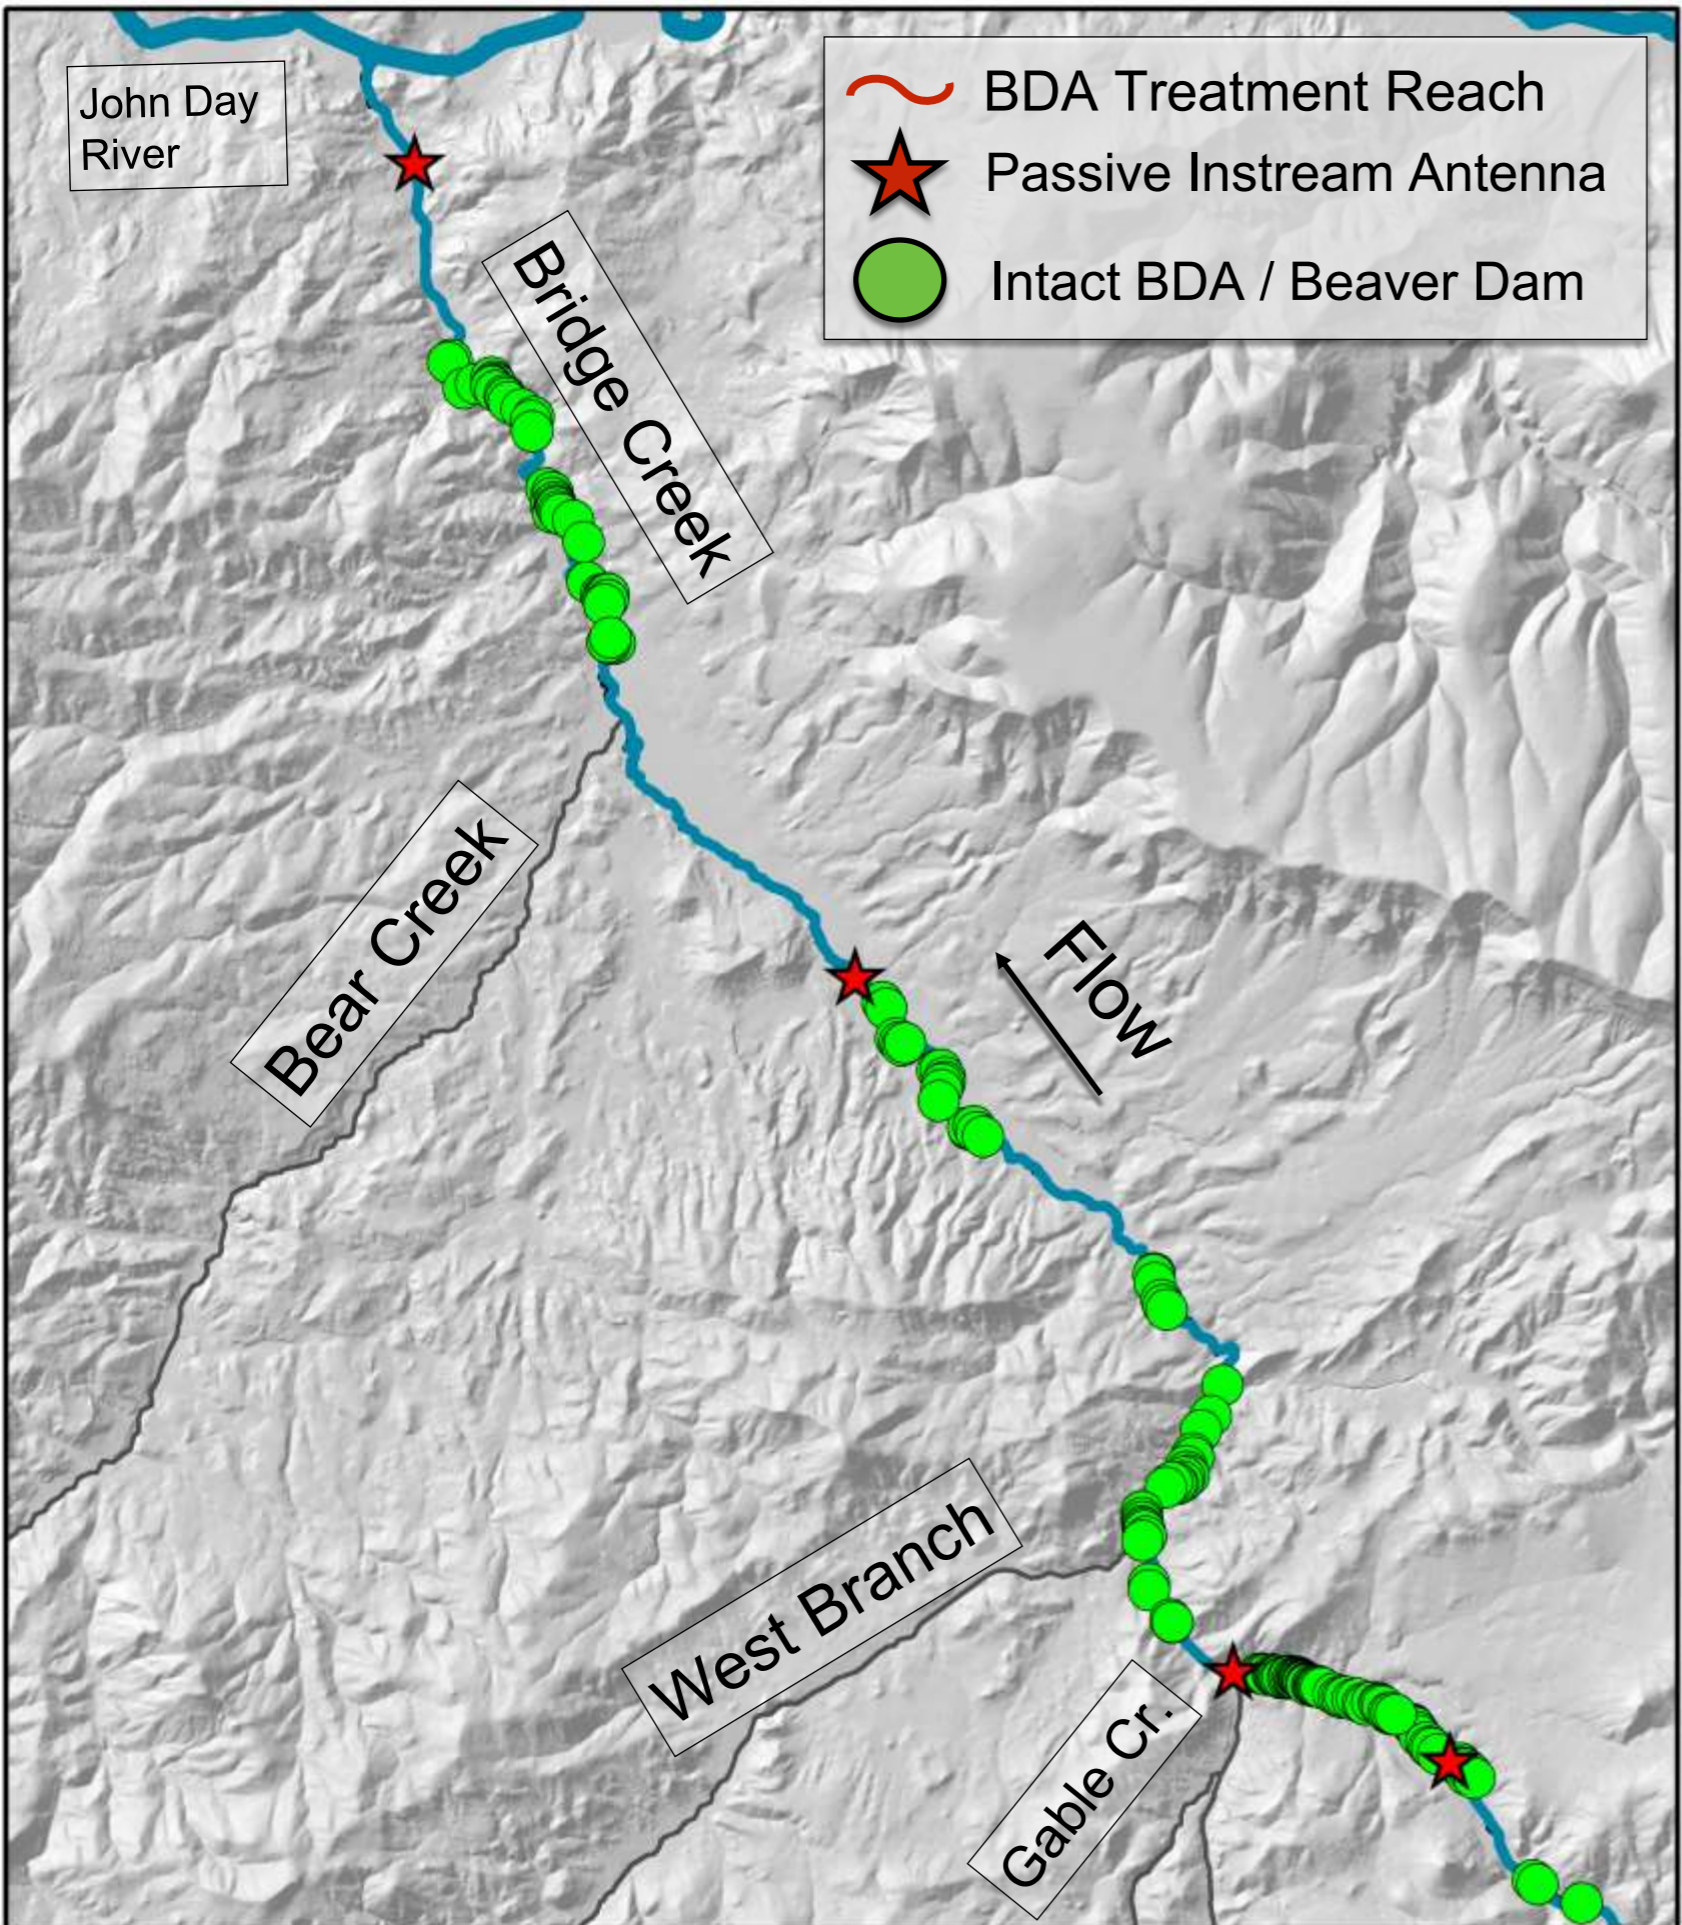 John Day
River
BDA Treatment Reach
Passive Instream Antenna
Intact BDA / Beaver Dam
Bridge Creek
Bear Creek
Flow
West Branch
Gable Cr.